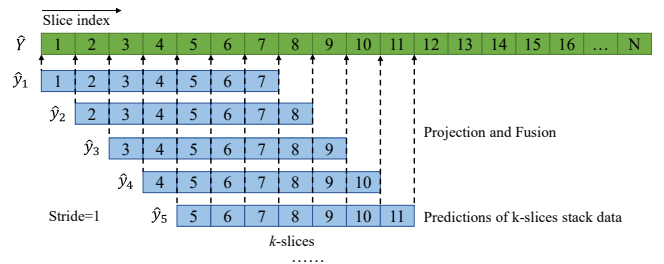 Slice index
Ŷ 1 2 3 4 5 6 7 8 9 10 11 12 13 14 15 16 … N
ŷ₁ 1 2 3 4 5 6 7
ŷ₂ 2 3 4 5 6 7 8
Projection and Fusion
ŷ₃ 3 4 5 6 7 8 9
ŷ₄ 4 5 6 7 8 9 10
Stride=1 ŷ₅ 5 6 7 8 9 10 11 Predictions of k-slices stack data
k-slices
……